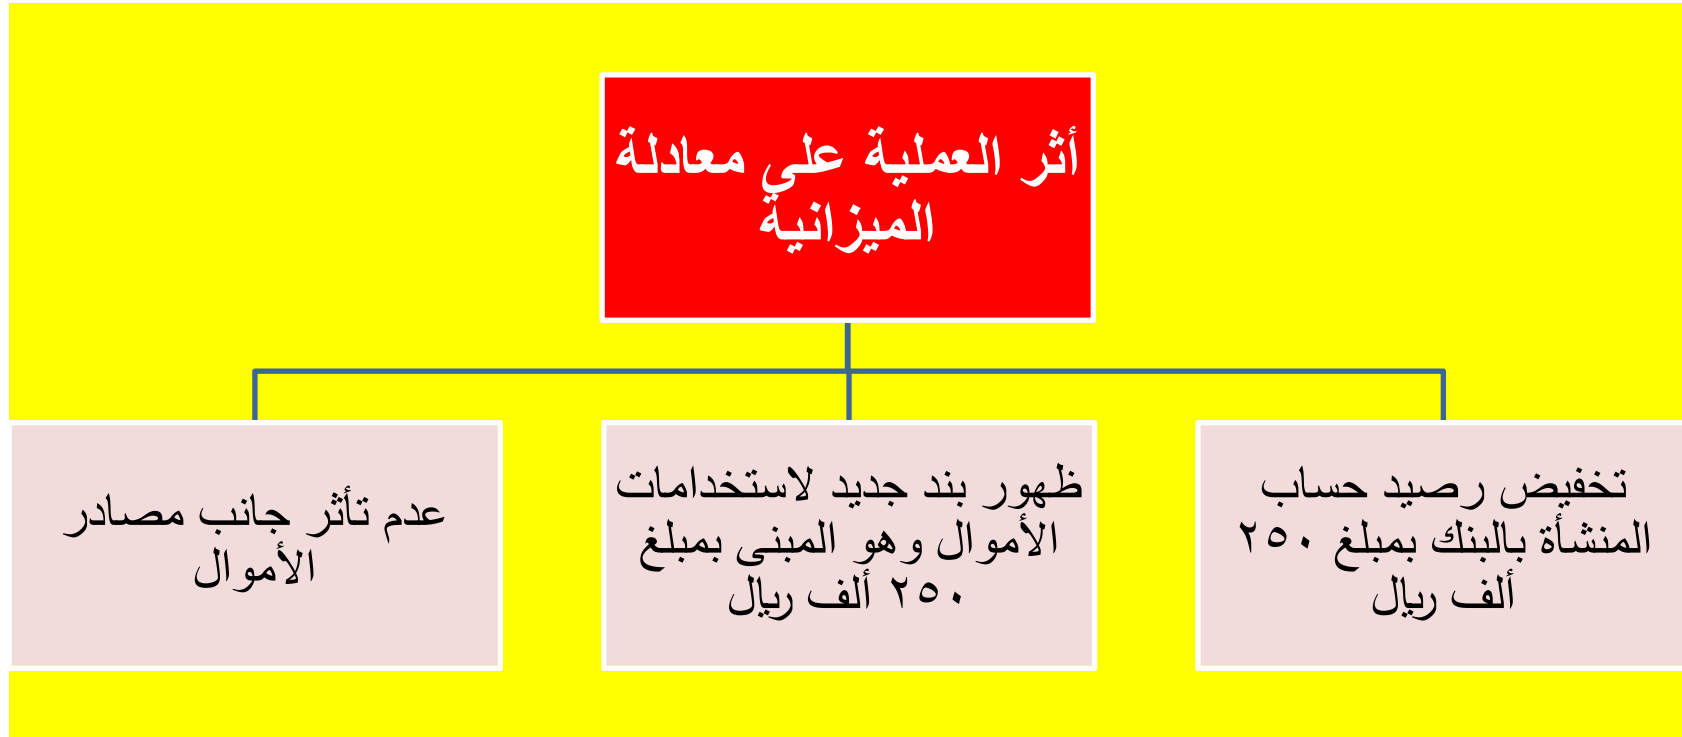 أثر العملية علي معادلة
الميزانية
تخفيض رصيد حساب
المنشأة بالبنك بمبلغ ٢٥٠
ألف ريال
ظهور بند جديد لاستخدامات
الأموال وهو المبنى بمبلغ
٢٥٠ ألف ريال
عدم تأثر جانب مصادر
الأموال